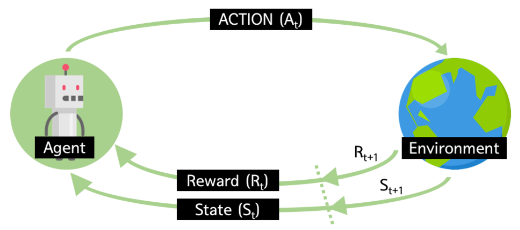 ACTION (Aₜ)
Agent
Environment
Rₜ₊₁
Reward (Rₜ)
Sₜ₊₁
State (Sₜ)